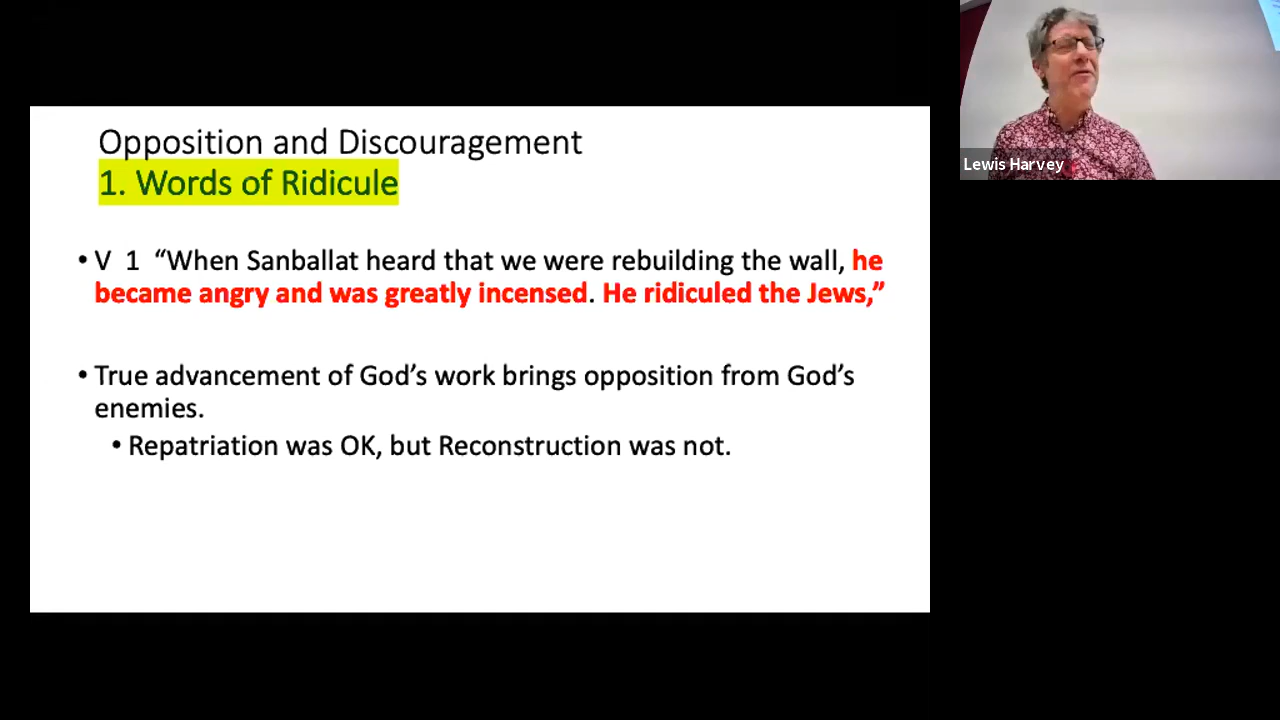 Opposition and Discouragement
1. Words of Ridicule
• V 1 “When Sanballat heard that we were rebuilding the wall, he
became angry and was greatly incensed. He ridiculed the Jews,”
• True advancement of God’s work brings opposition from God’s
enemies.
• Repatriation was OK, but Reconstruction was not.
Lewis Harvey